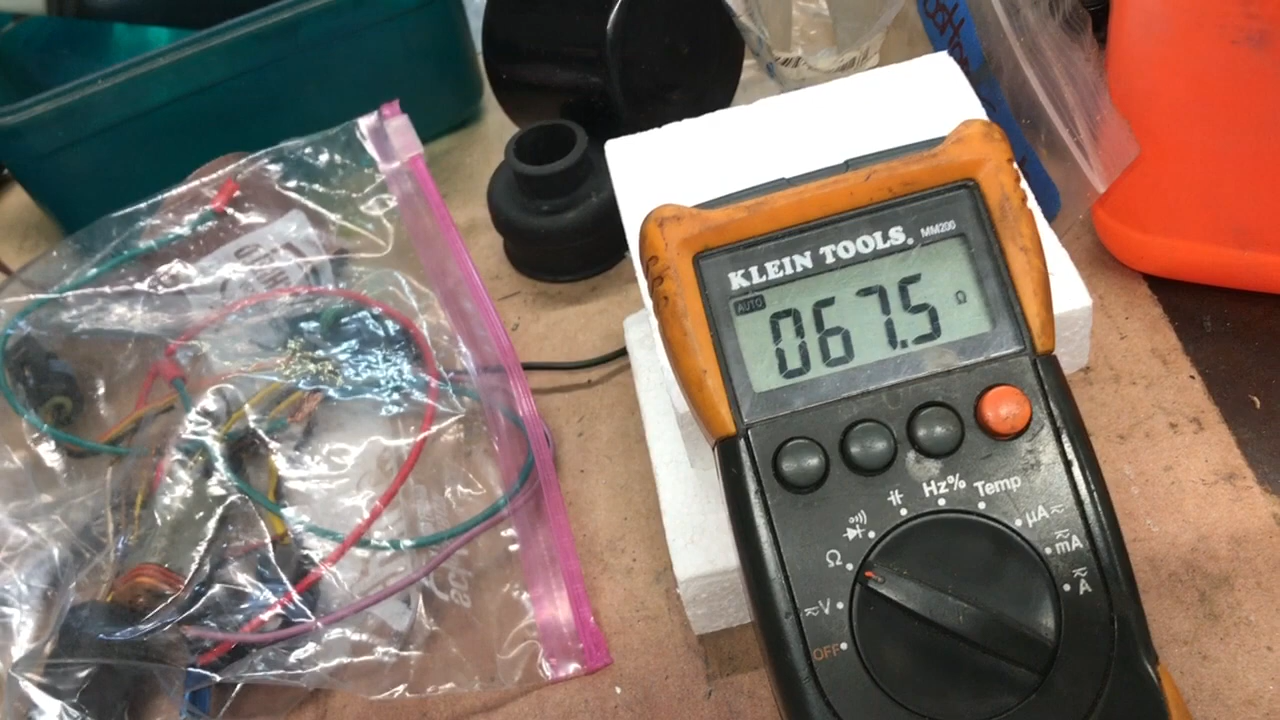 KLEIN TOOLS®
MM200
AUTO
067.5 Ω
Hz%
Temp
Ω
μA
mA
A
V
OFF